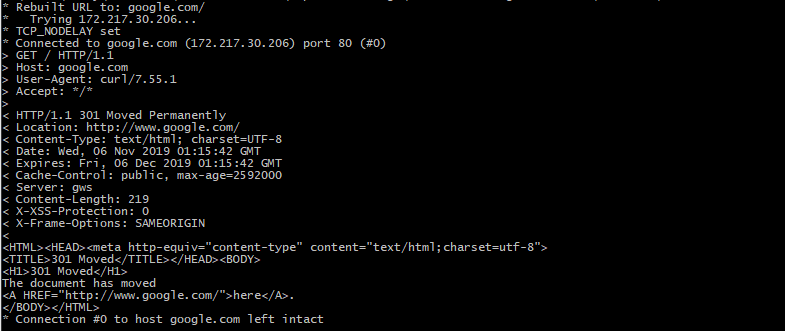 * Rebuilt URL to: google.com/
*   Trying 172.217.30.206...
* TCP_NODELAY set
* Connected to google.com (172.217.30.206) port 80 (#0)
> GET / HTTP/1.1
> Host: google.com
> User-Agent: curl/7.55.1
> Accept: */*
>
< HTTP/1.1 301 Moved Permanently
< Location: http://www.google.com/
< Content-Type: text/html; charset=UTF-8
< Date: Wed, 06 Nov 2019 01:15:42 GMT
< Expires: Fri, 06 Dec 2019 01:15:42 GMT
< Cache-Control: public, max-age=2592000
< Server: gws
< Content-Length: 219
< X-XSS-Protection: 0
< X-Frame-Options: SAMEORIGIN
<
<HTML><HEAD><meta http-equiv="content-type" content="text/html;charset=utf-8">
<TITLE>301 Moved</TITLE></HEAD><BODY>
<H1>301 Moved</H1>
The document has moved
<A HREF="http://www.google.com/">here</A>.
</BODY></HTML>
* Connection #0 to host google.com left intact